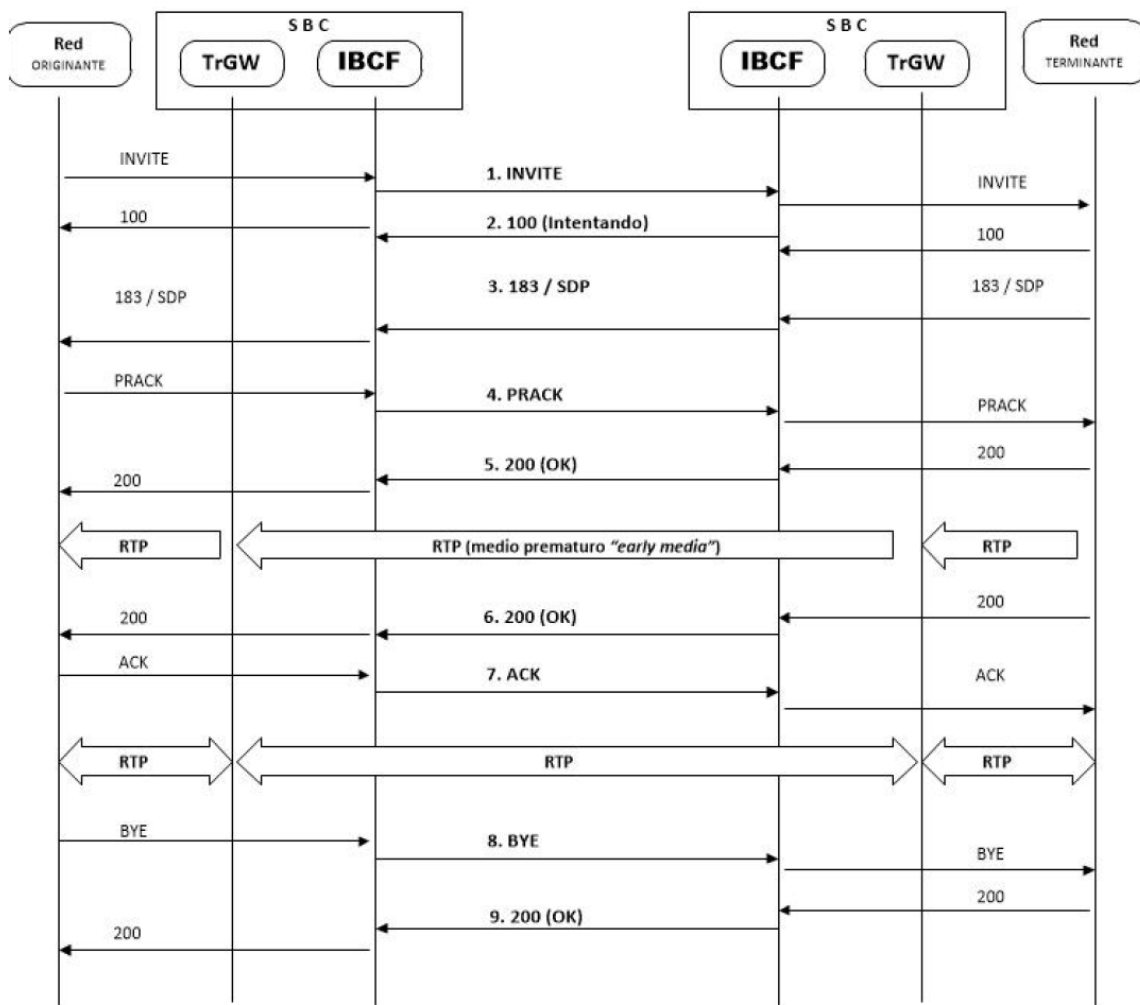 S B C
S B C
Red
ORIGINANTE
TrGW
IBCF
IBCF
TrGW
Red
TERMINANTE
INVITE
1. INVITE
INVITE
100
2. 100 (Intentando)
100
183 / SDP
3. 183 / SDP
183 / SDP
PRACK
4. PRACK
PRACK
200
5. 200 (OK)
200
RTP
RTP (medio prematuro “early media”)
RTP
200
6. 200 (OK)
200
ACK
7. ACK
ACK
RTP
RTP
RTP
BYE
8. BYE
BYE
200
9. 200 (OK)
200